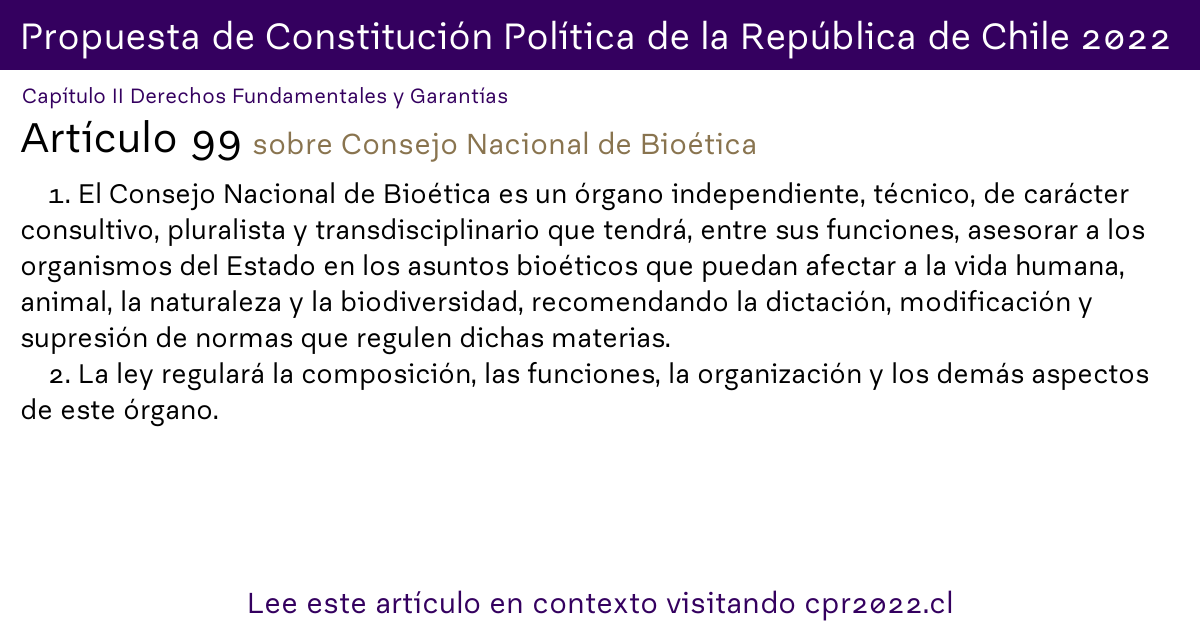 Propuesta de Constitución Política de la República de Chile 2022
Capítulo II Derechos Fundamentales y Garantías
Artículo 99 sobre Consejo Nacional de Bioética
1. El Consejo Nacional de Bioética es un órgano independiente, técnico, de carácter
consultivo, pluralista y transdisciplinario que tendrá, entre sus funciones, asesorar a los
organismos del Estado en los asuntos bioéticos que puedan afectar a la vida humana,
animal, la naturaleza y la biodiversidad, recomendando la dictación, modificación y
supresión de normas que regulen dichas materias.
2. La ley regulará la composición, las funciones, la organización y los demás aspectos
de este órgano.
Lee este artículo en contexto visitando cpr2022.cl